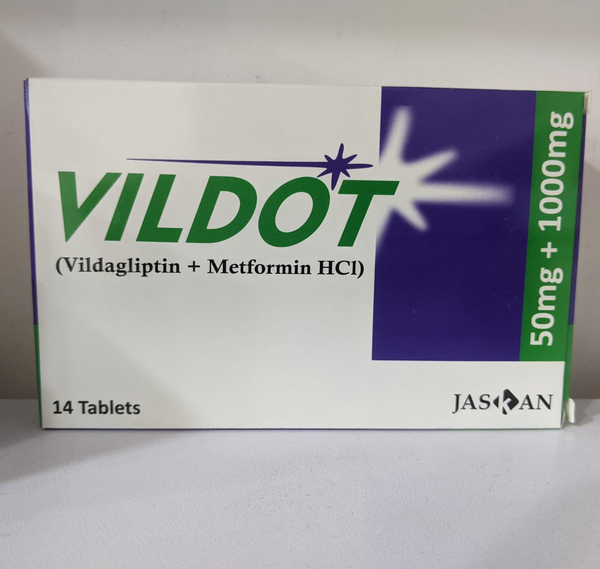 VILDOT
(Vildagliptin + Metformin HCl)
50mg + 1000mg
14 Tablets
JASKAN